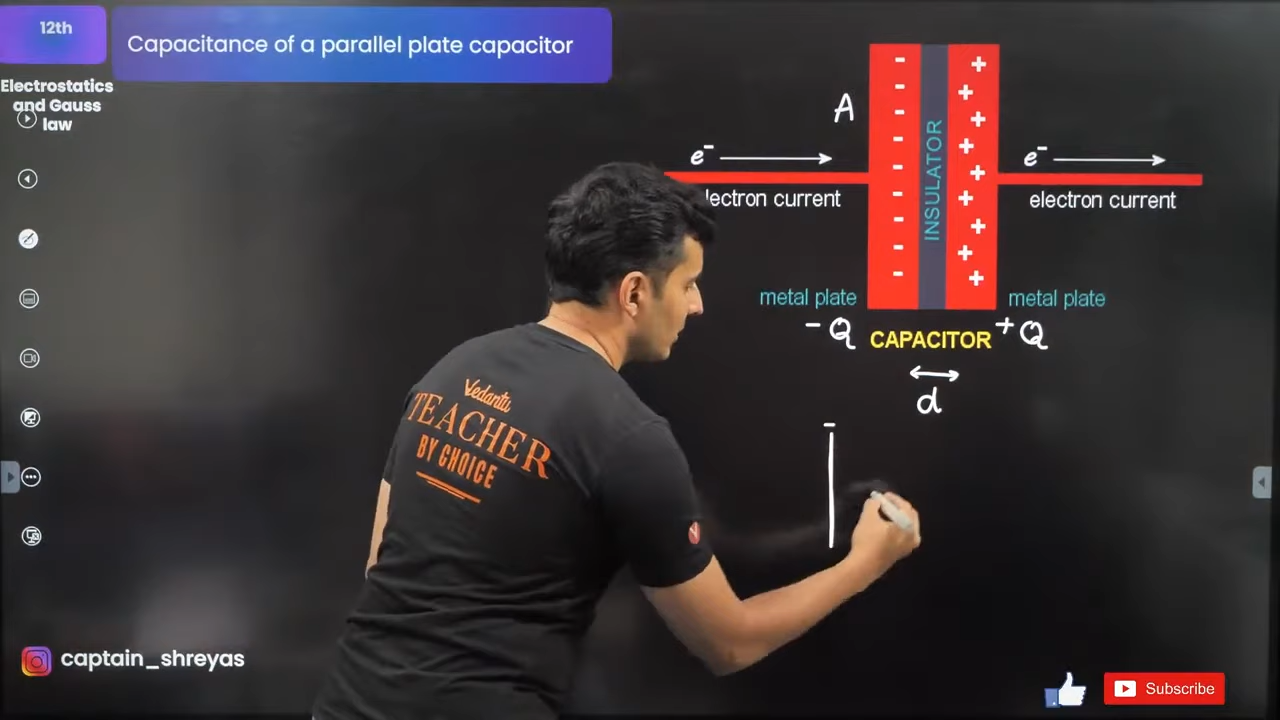 12th
Capacitance of a parallel plate capacitor
Electrostatics
and Gauss
law
A
- - - - - - - - -
+ + + + + + + + +
INSULATOR
e⁻
e⁻
lectron current
electron current
metal plate
metal plate
- Q
CAPACITOR
+ Q
d
-
Vedantu
TEACHER
BY CHOICE
captain_shreyas
Subscribe